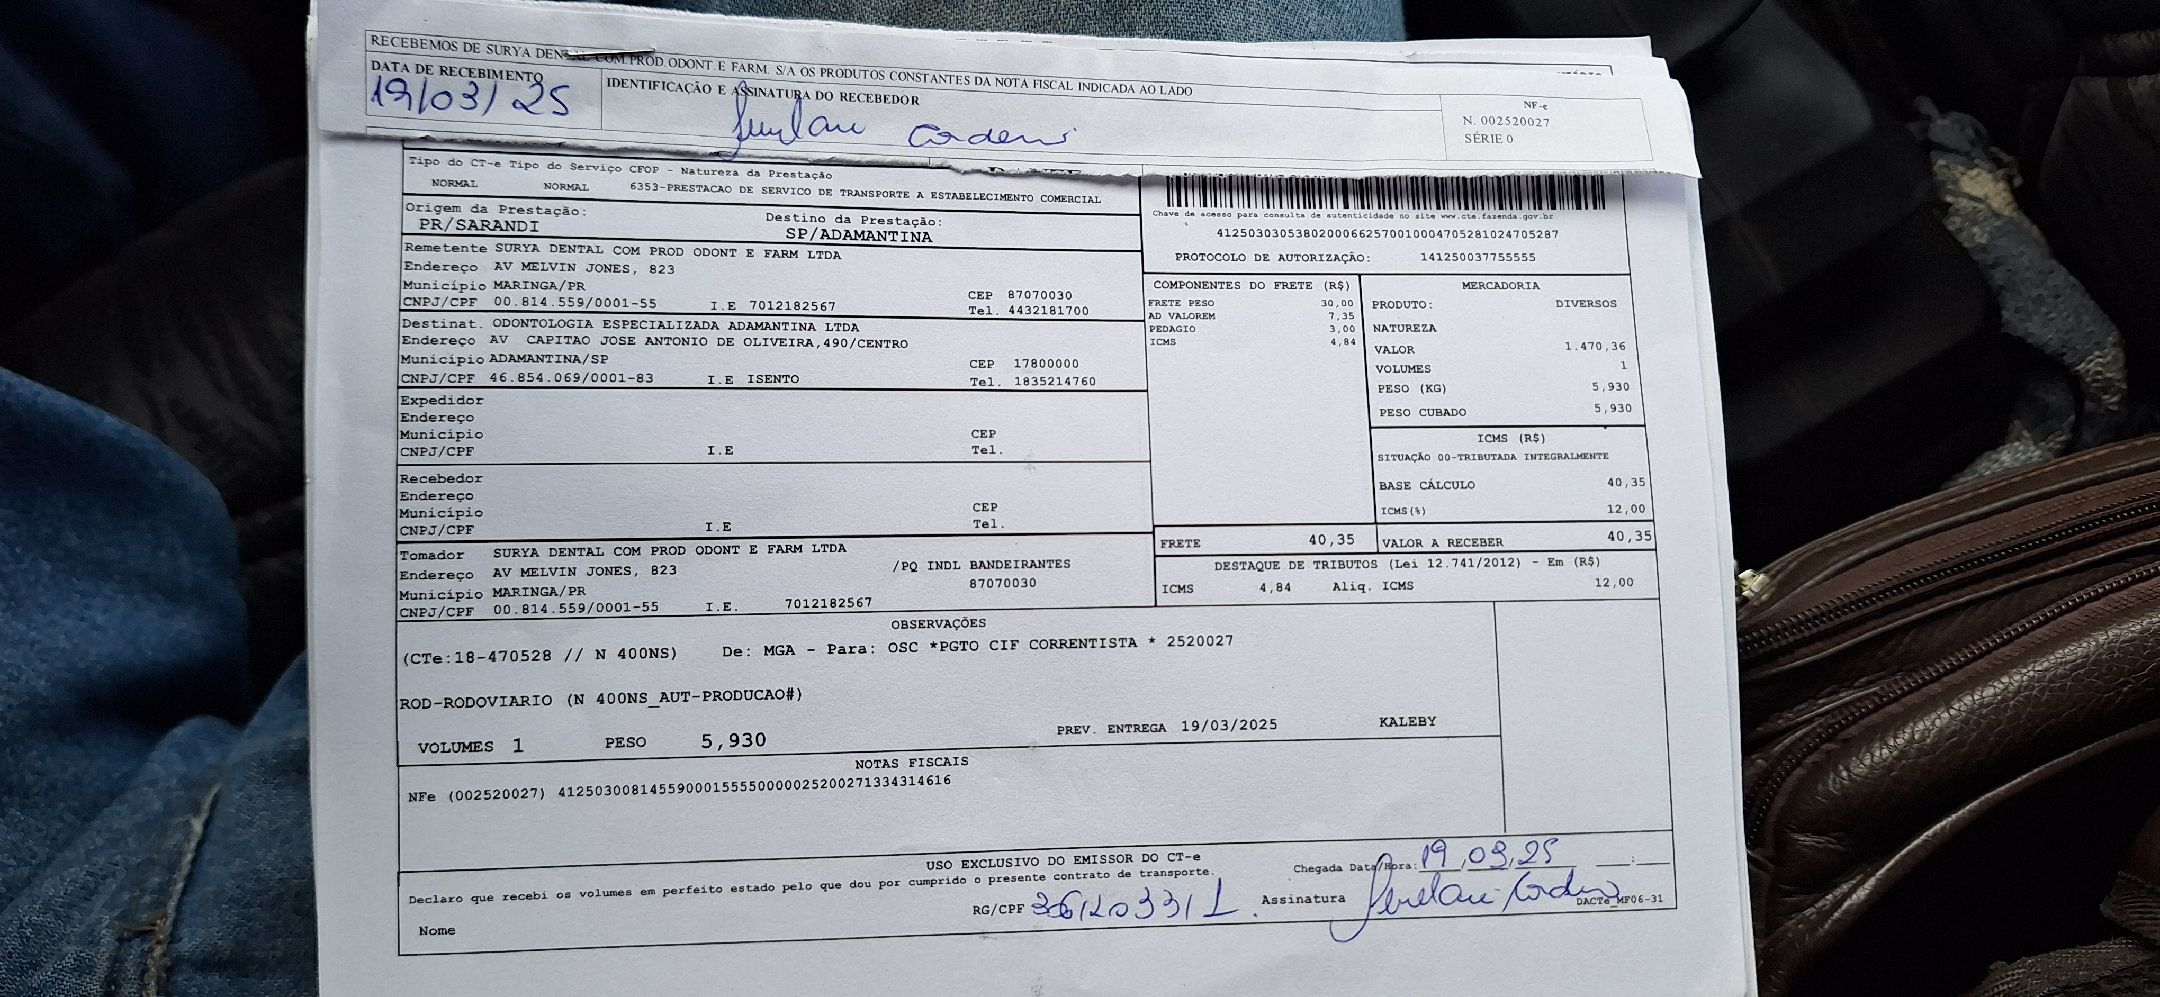 RECEBEMOS DE SURYA DENTAL COM.PROD.ODONT E FARM. S/A OS PRODUTOS CONSTANTES DA NOTA FISCAL INDICADA AO LADO
DATA DE RECEBIMENTO
19/03/25
IDENTIFICAÇÃO E ASSINATURA DO RECEBEDOR
NF-e
N. 002520027
SÉRIE 0
Tipo do CT-e Tipo do Serviço CFOP - Natureza da Prestação
NORMAL NORMAL 6353-PRESTACAO DE SERVICO DE TRANSPORTE A ESTABELECIMENTO COMERCIAL
Origem da Prestação: Destino da Prestação:
PR/SARANDI SP/ADAMANTINA
Remetente SURYA DENTAL COM PROD ODONT E FARM LTDA
Endereço AV MELVIN JONES, 823
Município MARINGA/PR CEP 87070030
CNPJ/CPF 00.814.559/0001-55 I.E 7012182567 Tel. 4432181700
Destinat. ODONTOLOGIA ESPECIALIZADA ADAMANTINA LTDA
Endereço AV CAPITAO JOSE ANTONIO DE OLIVEIRA,490/CENTRO
Município ADAMANTINA/SP CEP 17800000
CNPJ/CPF 46.854.069/0001-83 I.E ISENTO Tel. 1835214760
Expedidor
Endereço
Município CEP
CNPJ/CPF I.E Tel.
Recebedor
Endereço
Município CEP
CNPJ/CPF I.E Tel.
Tomador SURYA DENTAL COM PROD ODONT E FARM LTDA
Endereço AV MELVIN JONES, 823 /PQ INDL BANDEIRANTES
Município MARINGA/PR 87070030
CNPJ/CPF 00.814.559/0001-55 I.E. 7012182567
Chave de acesso para consulta de autenticidade no site www.cte.fazenda.gov.br
41250303053802000662570010004705281024705287
PROTOCOLO DE AUTORIZAÇÃO: 141250037755555
COMPONENTES DO FRETE (R$)
FRETE PESO 30,00
AD VALOREM 7,35
PEDAGIO 3,00
ICMS 4,84
MERCADORIA
PRODUTO: DIVERSOS
NATUREZA
VALOR 1.470,36
VOLUMES 1
PESO (KG) 5,930
PESO CUBADO 5,930
ICMS (R$)
SITUAÇÃO 00-TRIBUTADA INTEGRALMENTE
BASE CÁLCULO 40,35
ICMS(%) 12,00
FRETE 40,35 VALOR A RECEBER 40,35
DESTAQUE DE TRIBUTOS (Lei 12.741/2012) - Em (R$)
ICMS 4,84 Aliq. ICMS 12,00
OBSERVAÇÕES
(CTe:18-470528 // N 400NS) De: MGA - Para: OSC *PGTO CIF CORRENTISTA * 2520027
ROD-RODOVIARIO (N 400NS_AUT-PRODUCAO#)
VOLUMES 1 PESO 5,930 PREV. ENTREGA 19/03/2025 KALEBY
NOTAS FISCAIS
NFe (002520027) 41250300814559000155550000025200271334314616
USO EXCLUSIVO DO EMISSOR DO CT-e
Declaro que recebi os volumes em perfeito estado pelo que dou por cumprido o presente contrato de transporte.
Chegada Data/Hora: 19,03,25 __:__
RG/CPF
Assinatura
DACTe_MF06-31
Nome